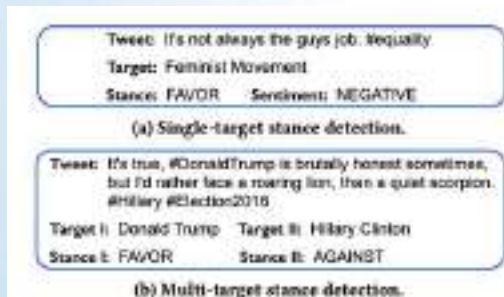 Tweet: It's not always the guys job. #equality
Target: Feminist Movement
Stance: FAVOR Sentiment: NEGATIVE
(a) Single-target stance detection.
Tweet: It's true, #DonaldTrump is brutally honest sometimes,
but I'd rather face a roaring lion, than a quiet scorpion.
#Hillary #Election2016
Target I: Donald Trump Target II: Hillary Clinton
Stance I: FAVOR Stance II: AGAINST
(b) Multi-target stance detection.